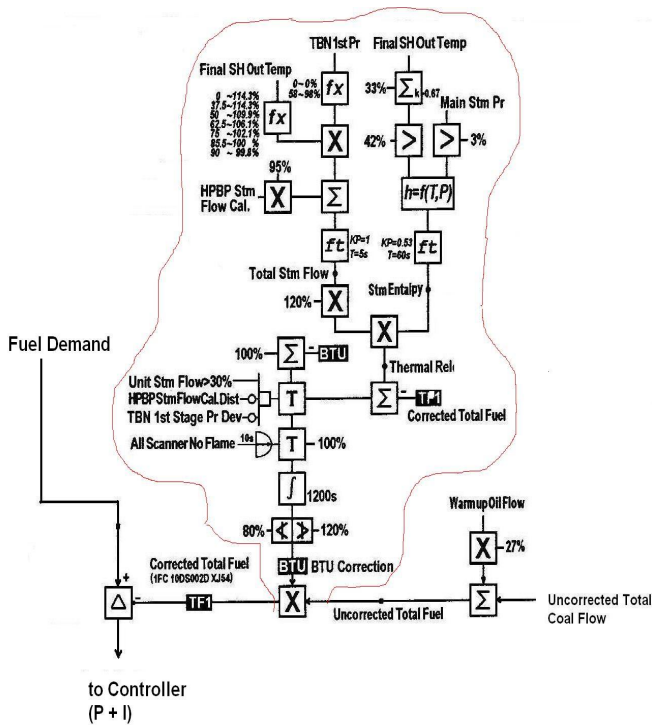 TBN 1st Pr
Final SH Out Temp
Final SH Out Temp
0 ~114.3%
37.5~114.3%
50 ~109.9%
62.5~106.1%
75 ~102.1%
85.5~100 %
90 ~ 99.8%
fx
0~0%
58~98%
fx
33%
Σ
k -0.67
Main Stm Pr
X
42%
>
>
3%
95%
HPBP Stm
Flow Cal.
X
Σ
h=f(T,P)
ft
KP=1
T=5s
KP=0.53
T=60s
ft
Total Stm Flow
Stm Entalpy
120%
X
X
Fuel Demand
100%
Σ
-
BTU
Thermal Rel
Unit Stm Flow>30%
HPBP Stm Flow Cal. Dist
TBN 1st Stage Pr Dev
T
Σ
-
TF1
Corrected Total Fuel
All Scanner No Flame
10s
T
100%
∫
1200s
Warmup Oil Flow
80%
120%
X
27%
BTU
BTU Correction
Corrected Total Fuel
(1FC 10DS002D XJ54)
+
Δ
-
TF1
X
Uncorrected Total Fuel
Σ
Uncorrected Total
Coal Flow
to Controller
(P + I)